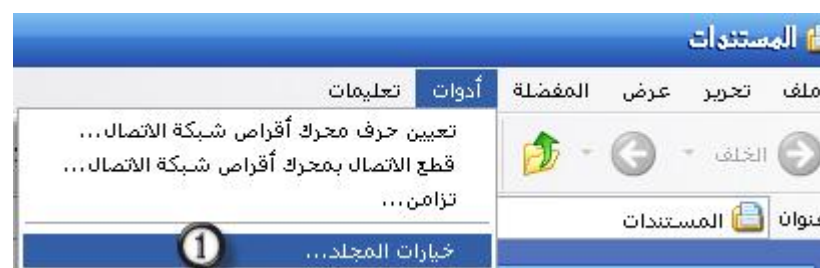 المستندات
ملف تحرير عرض المفضلة أدوات تعليمات
تعيين حرف محرك أقراص شبكة الاتصال...
قطع الاتصال بمحرك أقراص شبكة الاتصال...
تزامن...
خيارات المجلد...
1
الخلف
المستندات